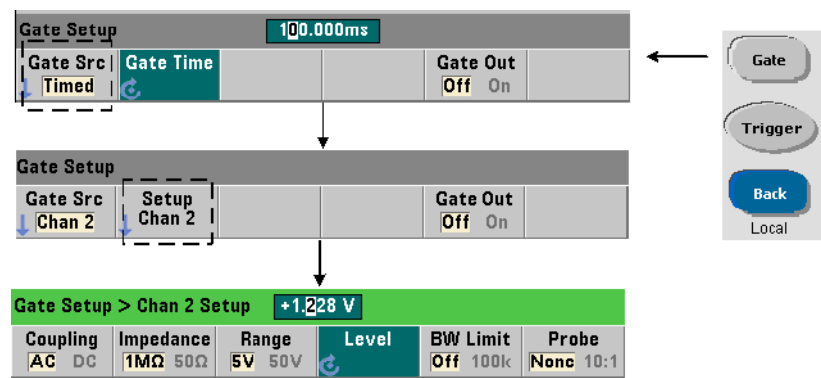 Gate Setup 100.000ms
Gate Src Gate Time Gate Out
Timed Off On
Gate
Trigger
Gate Setup
Gate Src Setup Gate Out
Chan 2 Chan 2 Off On
Back
Local
Gate Setup > Chan 2 Setup +1.228 V
Coupling Impedance Range Level BW Limit Probe
AC DC 1MΩ 50Ω 5V 50V Off 100k None 10:1